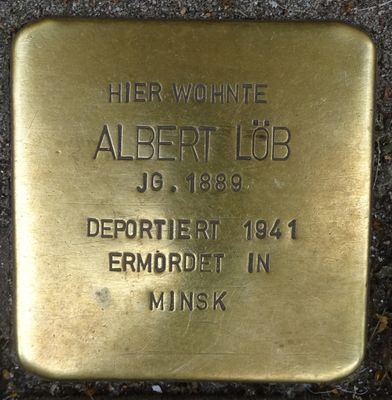 HIER WOHNTE
ALBERT LÖB
JG. 1889
DEPORTIERT 1941
ERMORDET IN
MINSK